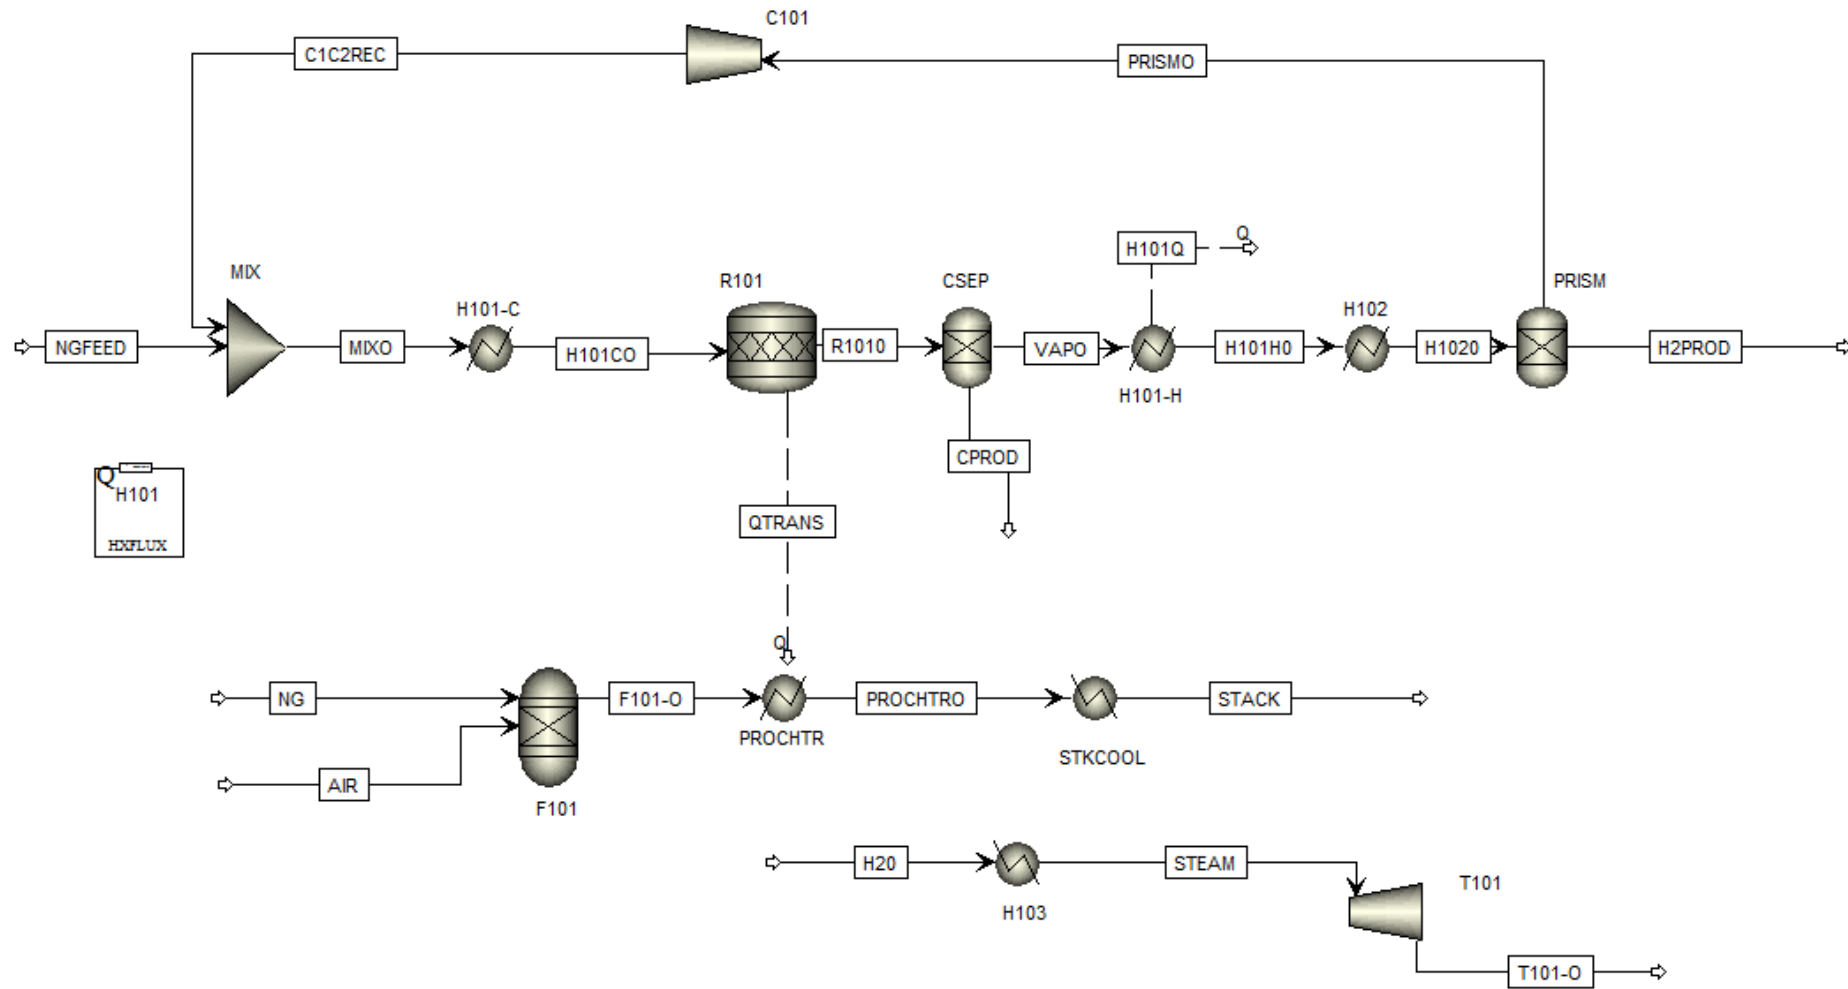 C101
C1C2REC
PRISMO
H101Q
Q
MIX
R101
CSEP
PRISM
H101-C
H102
NGFEED
MIXO
H101CO
R1010
VAPO
H101H0
H1020
H2PROD
H101-H
CPROD
Q
H101
HXFLUX
QTRANS
Q
NG
F101-O
PROCHTRO
STACK
PROCHTR
STKCOOL
AIR
F101
H20
STEAM
T101
H103
T101-O